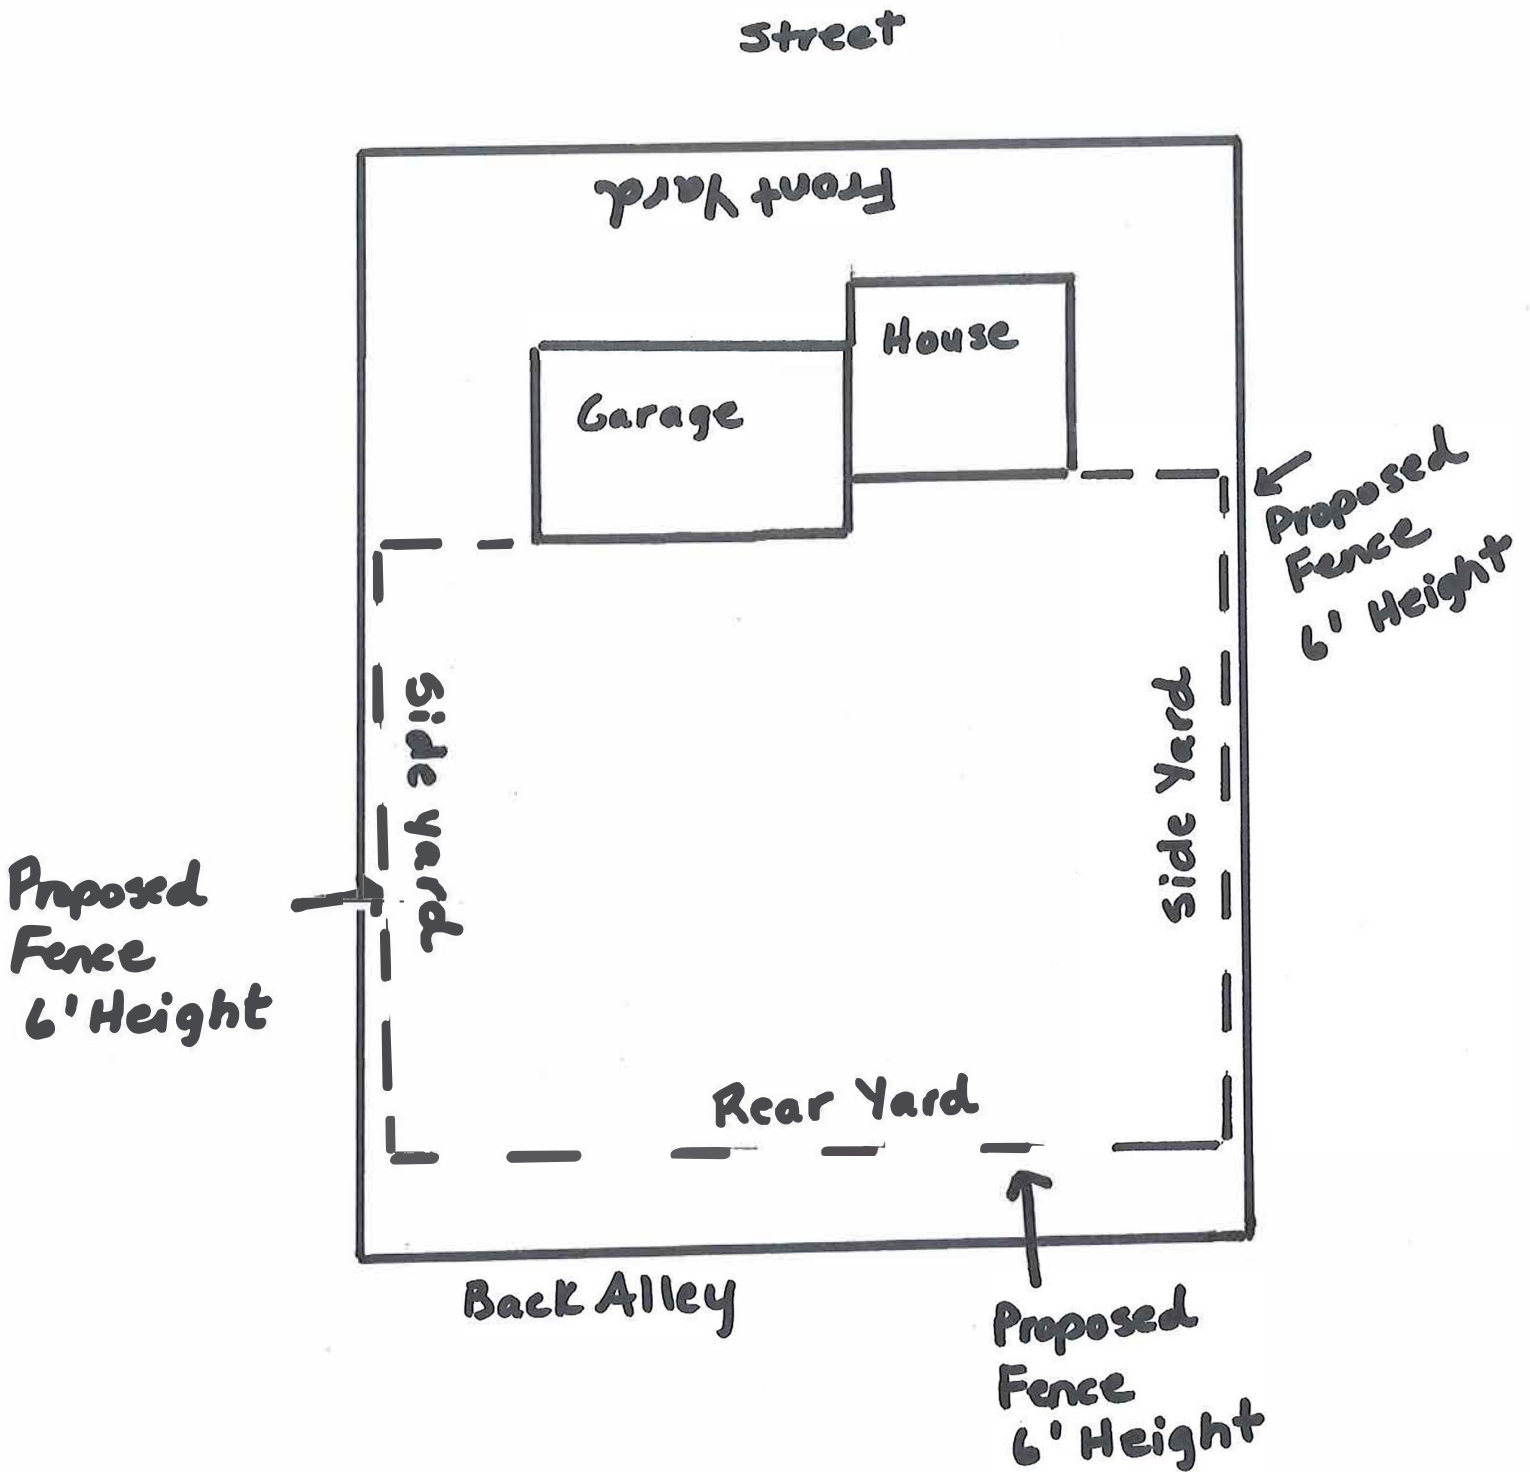 Street
Front Yard
House
Garage
Proposed
Fence
6' Height
Side yard
Side Yard
Proposed
Fence
6' Height
Rear Yard
Back Alley
Proposed
Fence
6' Height